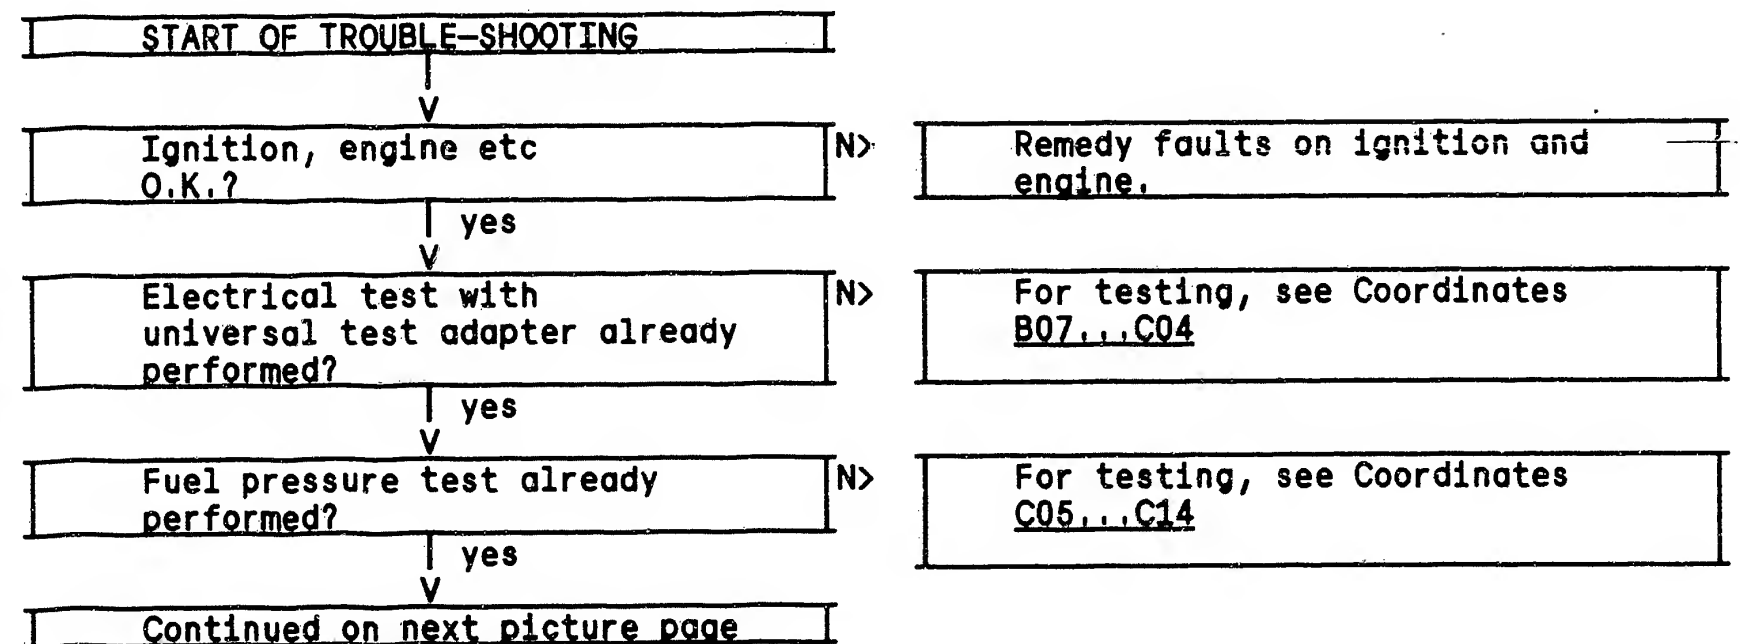 START OF TROUBLE-SHOOTING
Ignition, engine etc
O.K.?
N>
Remedy faults on ignition and
engine.
yes
Electrical test with
universal test adapter already
performed?
N>
For testing, see Coordinates
B07...C04
yes
Fuel pressure test already
performed?
N>
For testing, see Coordinates
C05...C14
yes
Continued on next picture page